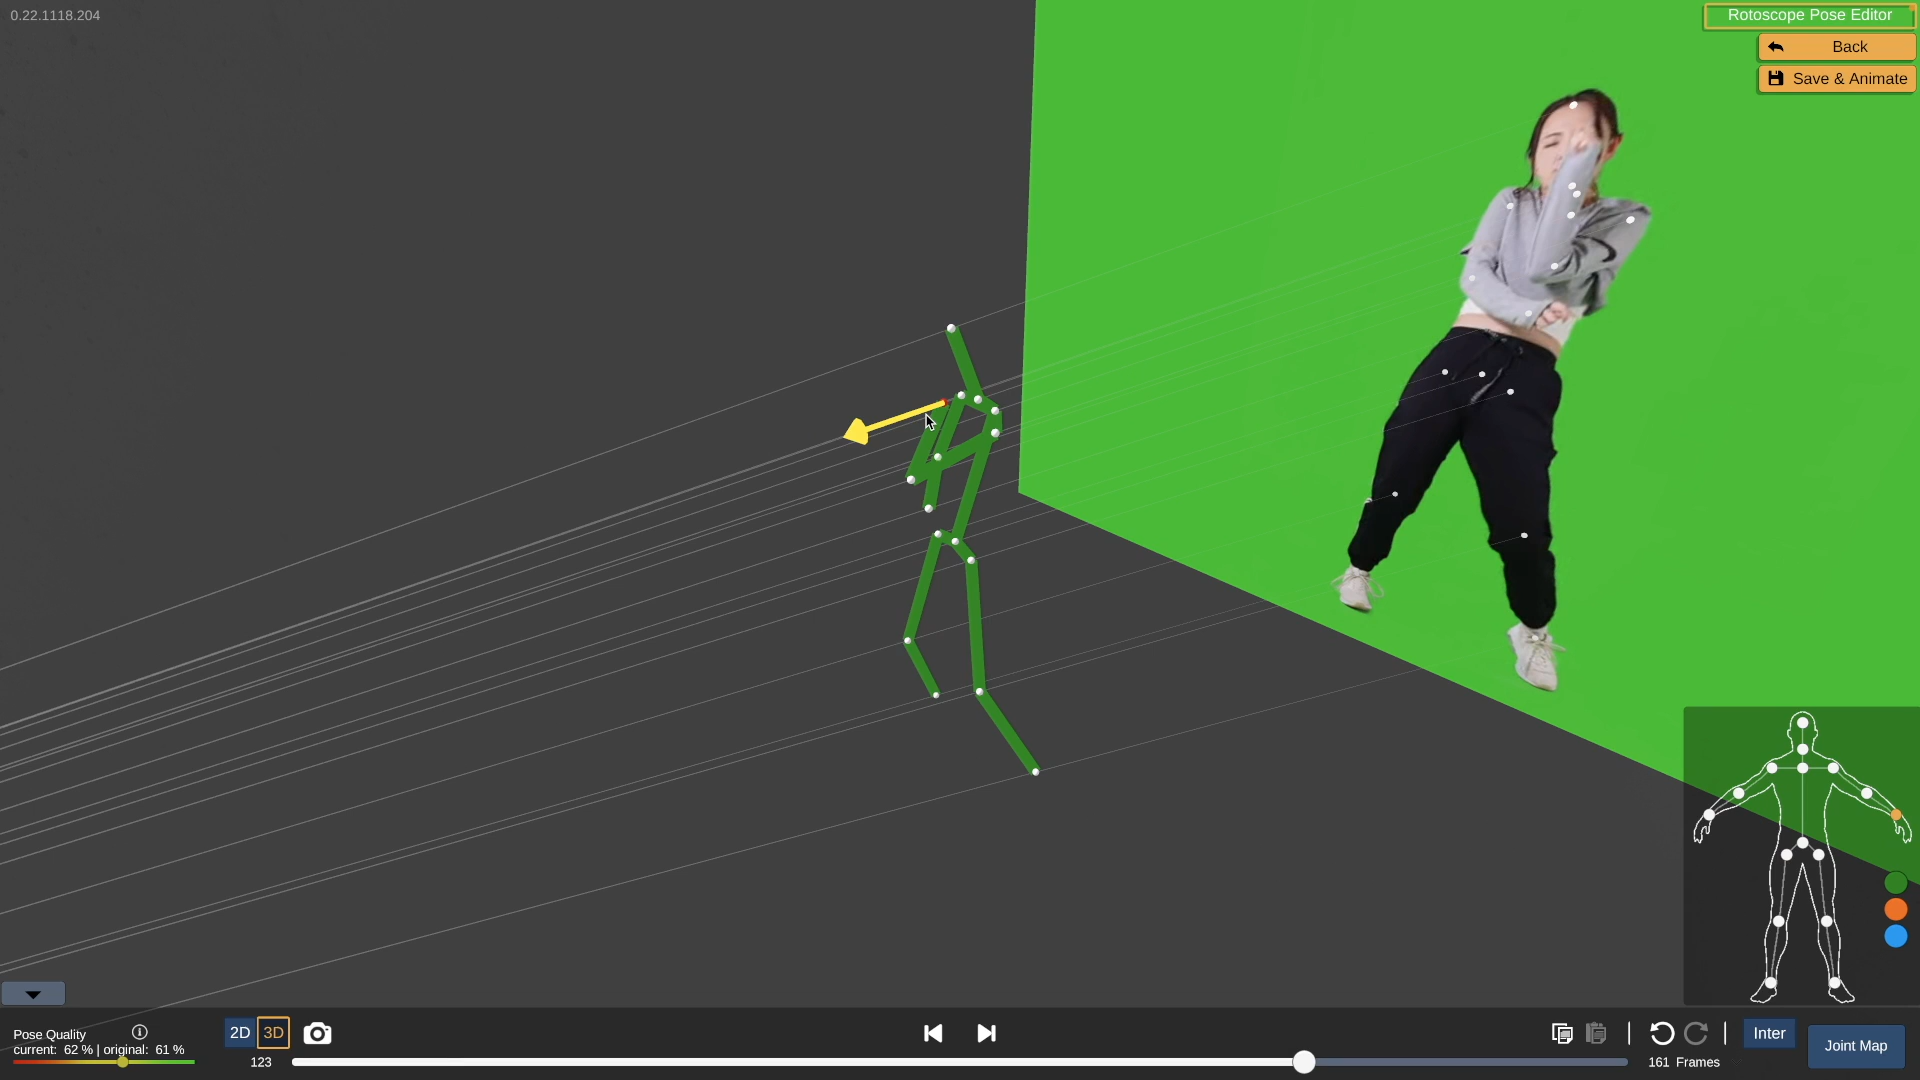 0.22.1118.204
Rotoscope Pose Editor
Back
Save & Animate
Pose Quality
current: 62 % | original: 61 %
2D 3D
123
161 Frames
Inter
Joint Map